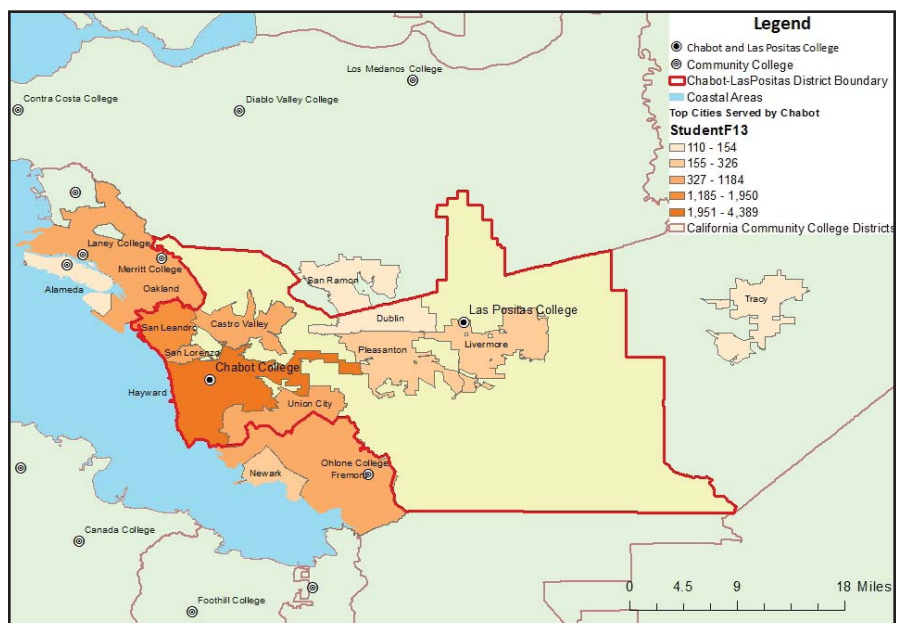 Legend
Chabot and Las Positas College
Community College
Chabot-LasPositas District Boundary
Coastal Areas
Top Cities Served by Chabot
StudentF13
110 - 154
155 - 326
327 - 1184
1,185 - 1,950
1,951 - 4,389
California Community College Districts
Los Medanos College
Contra Costa College
Diablo Valley College
Laney College
Merritt College
Alameda
Oakland
San Ramon
Tracy
Dublin
Las Positas College
San Leandro
Castro Valley
Pleasanton
Livermore
San Lorenzo
Chabot College
Hayward
Union City
Ohlone College
Fremont
Newark
Canada College
Foothill College
0 4.5 9 18 Miles